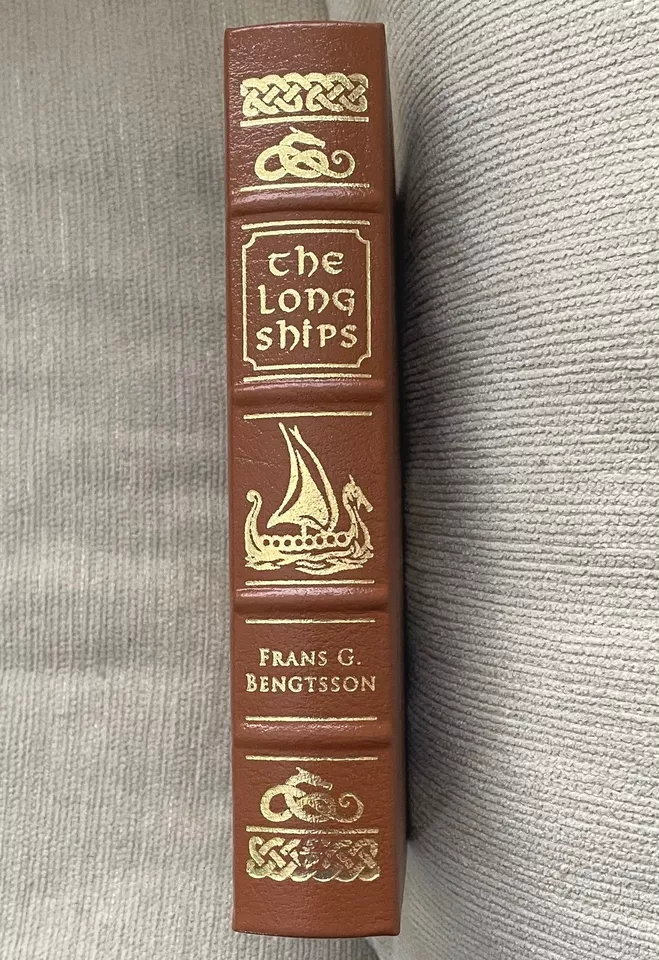 The
Long
Ships
FRANS G.
BENGTSSON